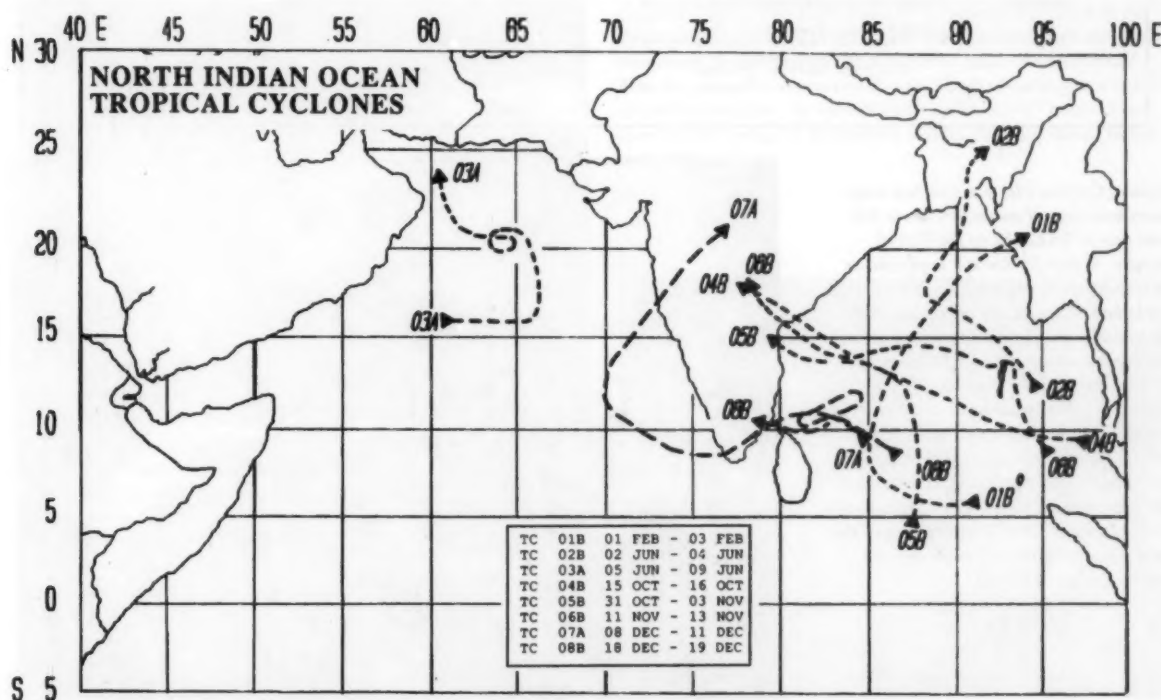 40 E 45 50 55 60 65 70 75 80 85 90 95 100 E
N 30
NORTH INDIAN OCEAN
TROPICAL CYCLONES
25
02B
03A
07A
01B
20
06B
04B
03A
15
05B
02B
08B
10
04B
07A
08B
08B
01B
5
05B
TC 01B 01 FEB - 03 FEB
TC 02B 02 JUN - 04 JUN
TC 03A 05 JUN - 09 JUN
TC 04B 15 OCT - 16 OCT
TC 05B 31 OCT - 03 NOV
TC 06B 11 NOV - 13 NOV
TC 07A 08 DEC - 11 DEC
TC 08B 18 DEC - 19 DEC
0
S 5